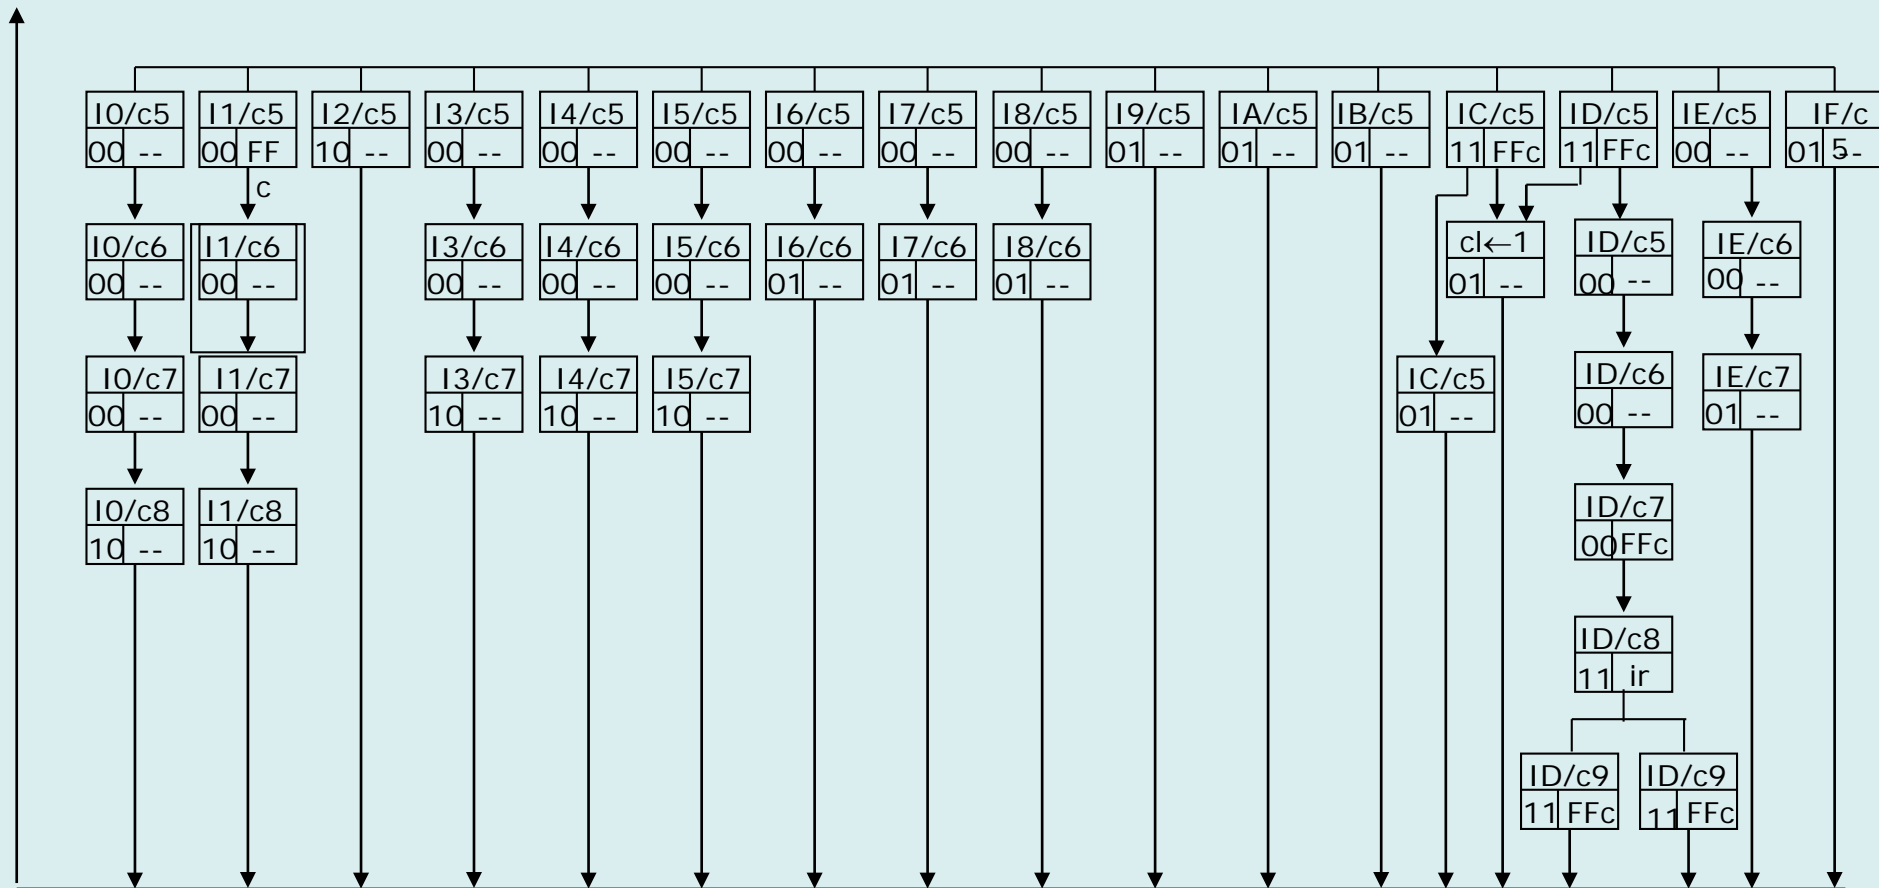 I0/c5 I1/c5 I2/c5 I3/c5 I4/c5 I5/c5 I6/c5 I7/c5 I8/c5 I9/c5 IA/c5 IB/c5 IC/c5 ID/c5 IE/c5 IF/c
00 -- 00 FF 10 -- 00 -- 00 -- 00 -- 00 -- 00 -- 00 -- 01 -- 01 -- 01 -- 11 FFc 11 FFc 00 -- 01 5--
c
I0/c6 I1/c6 I3/c6 I4/c6 I5/c6 I6/c6 I7/c6 I8/c6 cl←1 ID/c5 IE/c6
00 -- 00 -- 00 -- 00 -- 00 -- 01 -- 01 -- 01 -- 01 -- 00 -- 00 --
I0/c7 I1/c7 I3/c7 I4/c7 I5/c7 IC/c5 ID/c6 IE/c7
00 -- 00 -- 10 -- 10 -- 10 -- 01 -- 00 -- 01 --
I0/c8 I1/c8 ID/c7
10 -- 10 -- 00 FFc
ID/c8
11 ir
ID/c9 ID/c9
11 FFc 11 FFc